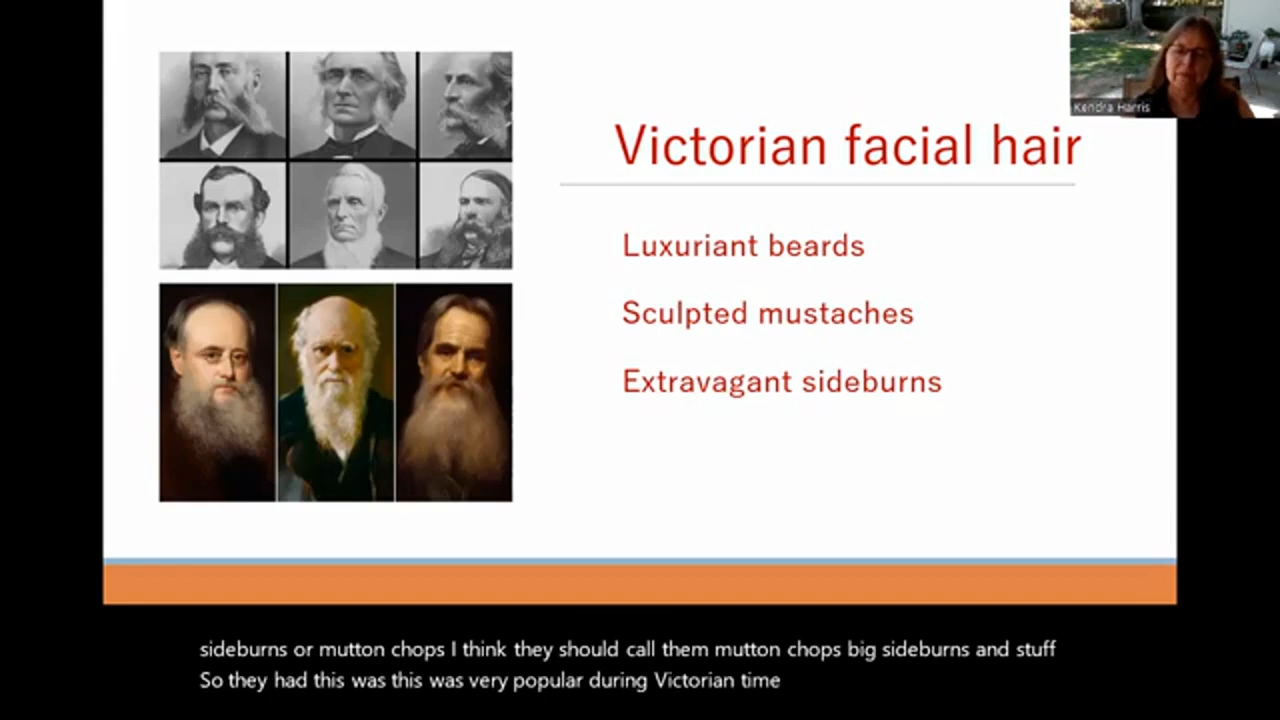 Kendra Harris
Victorian facial hair
Luxuriant beards
Sculpted mustaches
Extravagant sideburns
sideburns or mutton chops I think they should call them mutton chops big sideburns and stuff
So they had this was this was very popular during Victorian time